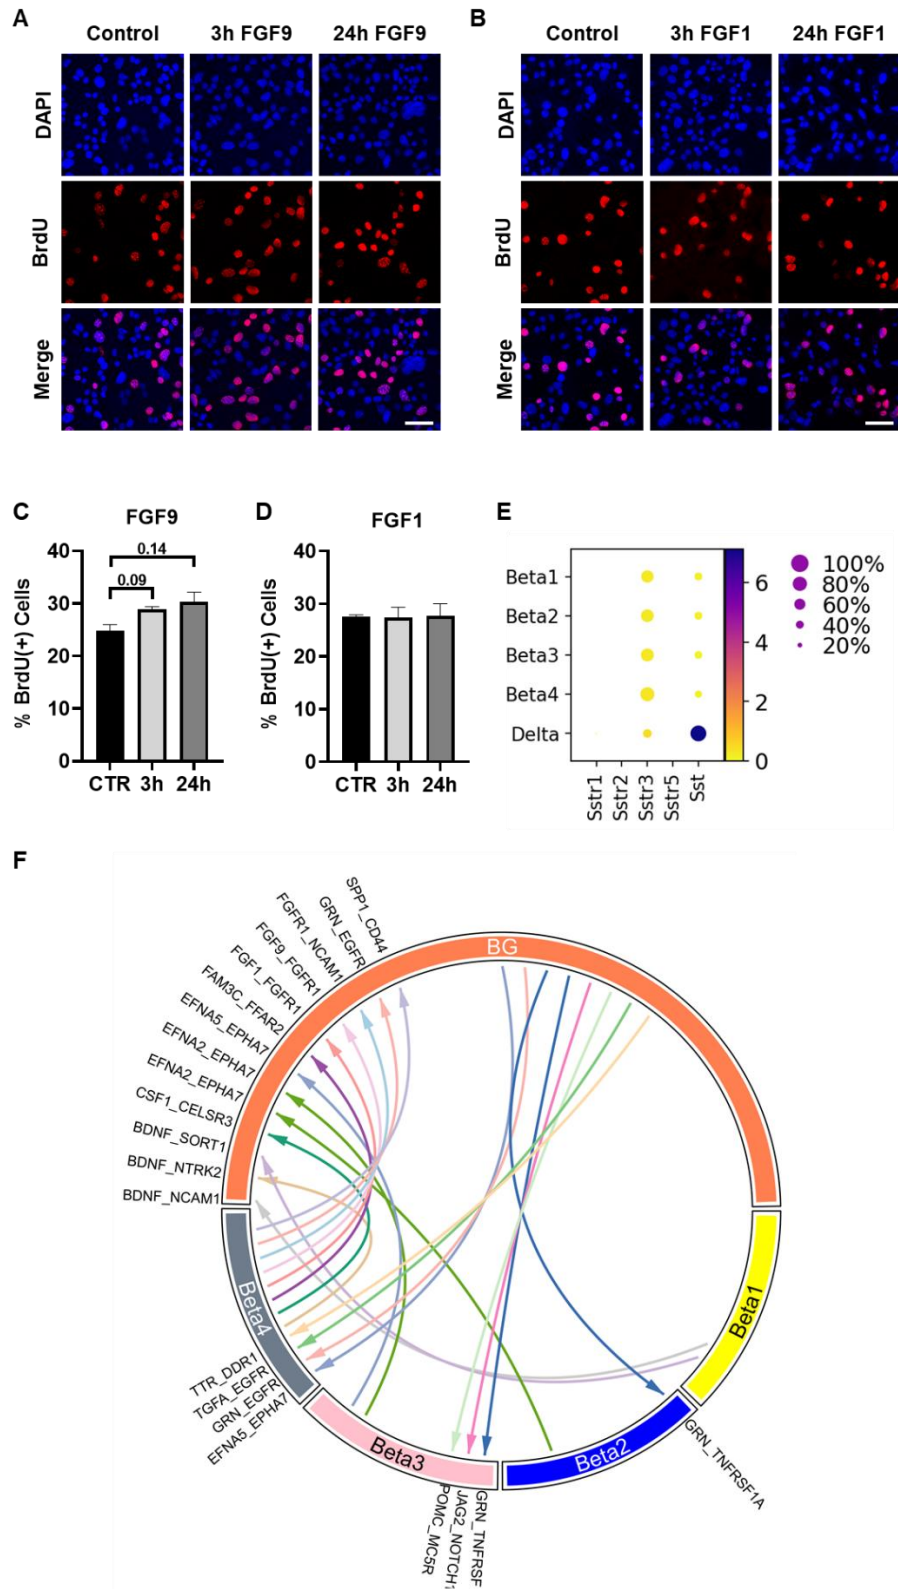 A
Control
3h FGF9
24h FGF9
DAPI
BrdU
Merge
B
Control
3h FGF1
24h FGF1
DAPI
BrdU
Merge
C
FGF9
% BrdU(+) Cells
40
30
20
10
0
0.14
0.09
CTR
3h
24h
D
FGF1
% BrdU(+) Cells
40
30
20
10
0
CTR
3h
24h
E
Beta1
Beta2
Beta3
Beta4
Delta
Sstr1
Sstr2
Sstr3
Sstr5
Sst
6
4
2
0
100%
80%
60%
40%
20%
F
SPP1_CD44
GRN_EGFR
FGFR1_NCAM1
FGF9_FGFR1
FGF1_FGFR1
FAM3C_FFAR2
EFNA5_EPHA7
EFNA2_EPHA7
EFNA2_EPHA7
CSF1_CELSR3
BDNF_SORT1
BDNF_NTRK2
BDNF_NCAM1
BG
Beta1
Beta2
Beta3
Beta4
TTR_DDR1
TGFA_EGFR
GRN_EGFR
EFNA5_EPHA7
POMC_MC5R
JAG2_NOTCH1
GRN_TNFRSF
GRN_TNFRSF1A